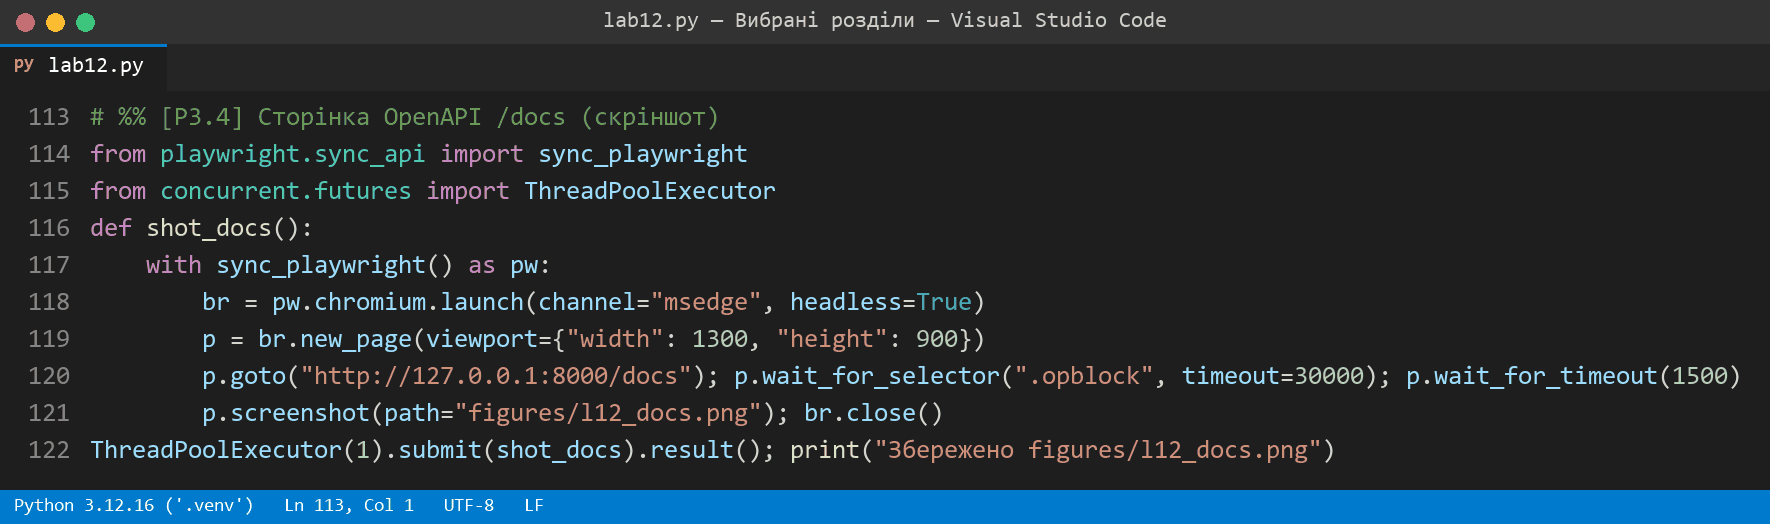 lab12.py — Вибрані розділи — Visual Studio Code
py lab12.py
113 # %% [P3.4] Сторінка OpenAPI /docs (скріншот)
114 from playwright.sync_api import sync_playwright
115 from concurrent.futures import ThreadPoolExecutor
116 def shot_docs():
117     with sync_playwright() as pw:
118         br = pw.chromium.launch(channel="msedge", headless=True)
119         p = br.new_page(viewport={"width": 1300, "height": 900})
120         p.goto("http://127.0.0.1:8000/docs"); p.wait_for_selector(".opblock", timeout=30000); p.wait_for_timeout(1500)
121         p.screenshot(path="figures/l12_docs.png"); br.close()
122 ThreadPoolExecutor(1).submit(shot_docs).result(); print("Збережено figures/l12_docs.png")
Python 3.12.16 ('.venv') Ln 113, Col 1 UTF-8 LF